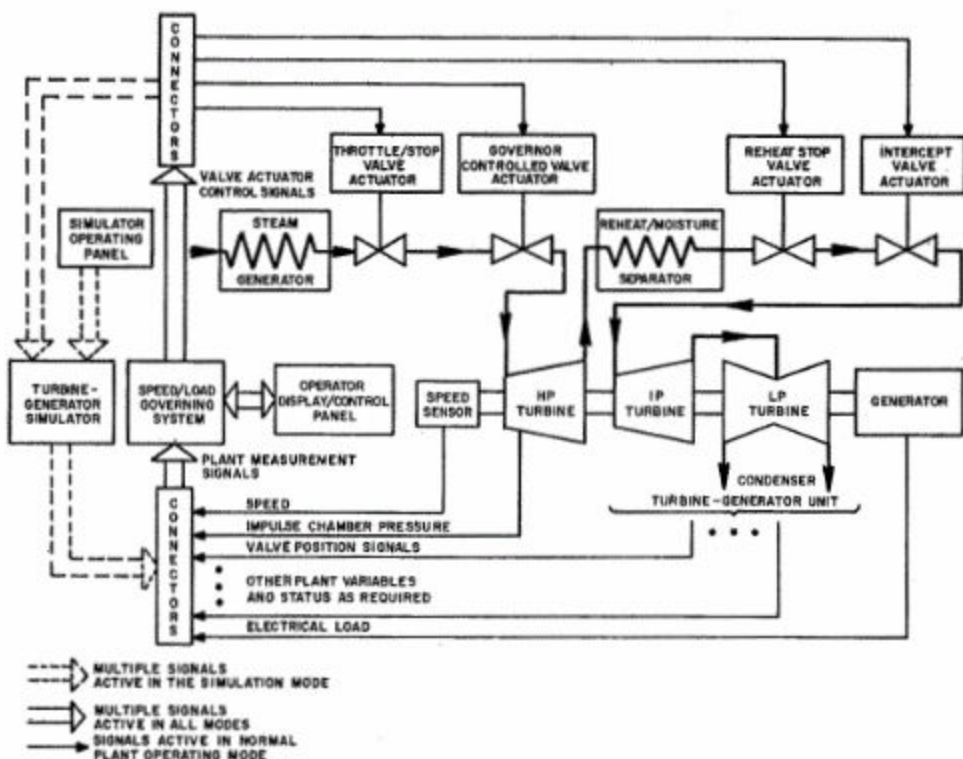 CONNECTORS
THROTTLE/STOP
VALVE
ACTUATOR
GOVERNOR
CONTROLLED VALVE
ACTUATOR
REHEAT STOP
VALVE
ACTUATOR
INTERCEPT
VALVE
ACTUATOR
VALVE ACTUATOR
CONTROL SIGNALS
SIMULATOR
OPERATING
PANEL
STEAM
GENERATOR
REHEAT/MOISTURE
SEPARATOR
TURBINE-
GENERATOR
SIMULATOR
SPEED/LOAD
GOVERNING
SYSTEM
OPERATOR
DISPLAY/CONTROL
PANEL
SPEED
SENSOR
HP
TURBINE
IP
TURBINE
LP
TURBINE
GENERATOR
PLANT MEASUREMENT
SIGNALS
CONDENSER
TURBINE-GENERATOR UNIT
CONNECTORS
SPEED
IMPULSE CHAMBER PRESSURE
VALVE POSITION SIGNALS
OTHER PLANT VARIABLES
AND STATUS AS REQUIRED
ELECTRICAL LOAD
MULTIPLE SIGNALS
ACTIVE IN THE SIMULATION MODE
MULTIPLE SIGNALS
ACTIVE IN ALL MODES
SIGNALS ACTIVE IN NORMAL
PLANT OPERATING MODE